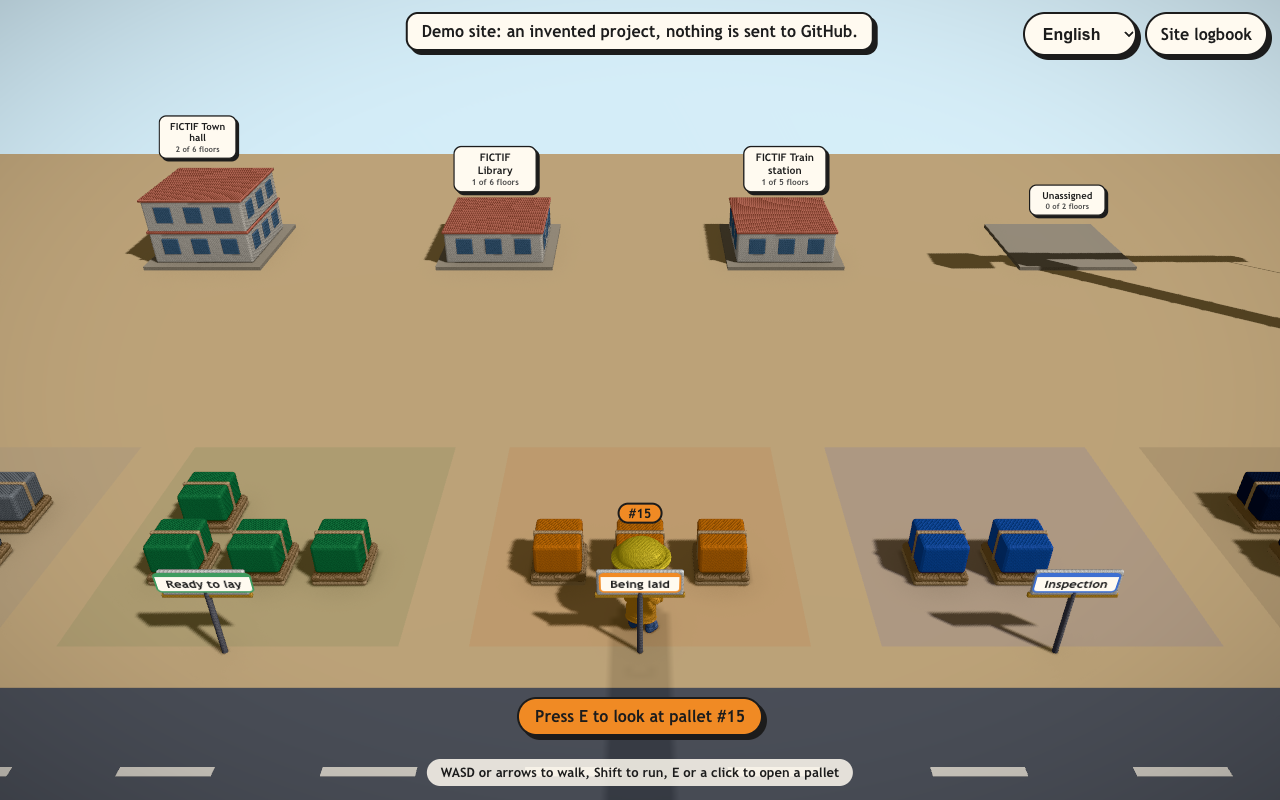 Demo site: an invented project, nothing is sent to GitHub.
English
Site logbook
FICTIF Town
hall
2 of 6 floors
FICTIF
Library
1 of 6 floors
FICTIF Train
station
1 of 5 floors
Unassigned
0 of 2 floors
#15
Ready to lay
Being laid
Inspection
Press E to look at pallet #15
WASD or arrows to walk, Shift to run, E or a click to open a pallet